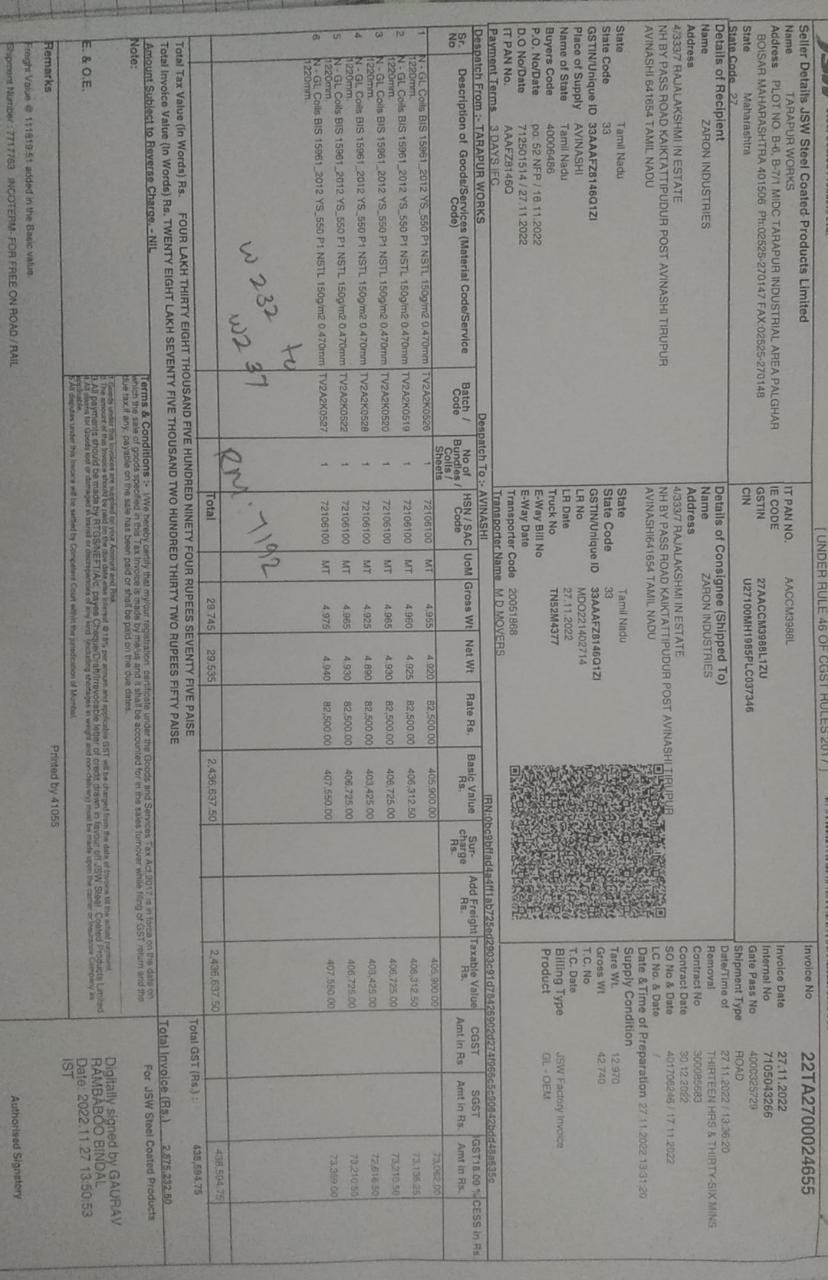 [ UNDER RULE 46 OF CGST RULES 2017 ]
Seller Details JSW Steel Coated Products Limited
Name TARAPUR WORKS
Address PLOT NO. B-6, B-7/1 MIDC TARAPUR INDUSTRIAL AREA PALGHAR
BOISAR MAHARASHTRA 401506 Ph:02525-270147 FAX:02525-270148
State Maharashtra
State Code 27
IT PAN NO. AACCM3988L
IE CODE
GSTIN 27AACCM3988L1ZU
CIN U27100MH1985PLC037346
Invoice No 22TA2700024655
Invoice Date 27.11.2022
Internal No 7105043266
Gate Pass No 4000325729
Shipment Type ROAD
Date/Time of 27.11.2022 / 13:36:20
Removal THIRTEEN HRS & THIRTY-SIX MINS
Contract No 300085683
Contract Date 30.12.2022
SO No & Date 401706246 / 17.11.2022
LC No. & Date /
Date &Time of Preparation 27.11.2022 13:31:20
Supply Condition
Tare Wt. 12.970
Gross Wt 42.740
T.C. No
T.C. Date
Billing Type JSW Factory Invoice
Product GL - OEM
Details of Recipient
Name ZARON INDUSTRIES
Address
4/333/7 RAJALAKSHMI IN ESTATE
NH BY PASS ROAD KAIKTATTIPUDUR POST AVINASHI TIRUPUR
AVINASHI 641654 TAMIL NADU
State Tamil Nadu
State Code 33
GSTIN/Unique ID 33AAAFZ8146Q1ZI
Place of Supply AVINASHI
Name of State Tamil Nadu
Buyers Code 40006486
P.O. No/Date po. 52 NFP / 16.11.2022
D.O No/Date 712501514 / 27.11.2022
IT PAN No. AAAFZ8146Q
Payment Terms 3 DAYS IFC
Details of Consignee (Shipped To)
Name ZARON INDUSTRIES
Address
4/333/7 RAJALAKSHMI IN ESTATE
NH BY PASS ROAD KAIKTATTIPUDUR POST AVINASHI TIRUPUR
AVINASHI641654 TAMIL NADU
State Tamil Nadu
State Code 33
GSTIN/Unique ID 33AAAFZ8146Q1ZI
LR No MDO221402714
LR Date 27.11.2022
Truck No TN52M4377
E-Way Bill No
E-Way Date
Transporter Code 20051868
Transporter Name M D MOVERS
Despatch From :- TARAPUR WORKS Despatch To :- AVINASHI
Sr. No Description of Goods/Services (Material Code/Service Code) Batch / Code No of Bundles / Coils / Sheets HSN / SAC Code UoM Gross Wt Net Wt Rate Rs. Basic Value Rs. Sur-charge Rs. Add Freight Rs. Taxable Value Rs. CGST Amt in Rs SGST Amt in Rs. IGST18.00 % Amt in Rs. CESS in Rs
1 N - GL Coils BIS 15961_2012 YS_550 P1 NSTL 150g/m2 0.470mm 1220mm. TV2A2K0526 1 72106100 MT 4.955 4.920 82,500.00 405,900.00 405,900.00 73,062.00
2 N - GL Coils BIS 15961_2012 YS_550 P1 NSTL 150g/m2 0.470mm 1220mm. TV2A2K0519 1 72106100 MT 4.960 4.925 82,500.00 406,312.50 406,312.50 73,136.25
3 N - GL Coils BIS 15961_2012 YS_550 P1 NSTL 150g/m2 0.470mm 1220mm. TV2A2K0520 1 72106100 MT 4.965 4.930 82,500.00 406,725.00 406,725.00 73,210.50
4 N - GL Coils BIS 15961_2012 YS_550 P1 NSTL 150g/m2 0.470mm 1220mm. TV2A2K0528 1 72106100 MT 4.925 4.890 82,500.00 403,425.00 403,425.00 72,616.50
5 N - GL Coils BIS 15961_2012 YS_550 P1 NSTL 150g/m2 0.470mm 1220mm. TV2A2K0522 1 72106100 MT 4.965 4.930 82,500.00 406,725.00 406,725.00 73,210.50
6 N - GL Coils BIS 15961_2012 YS_550 P1 NSTL 150g/m2 0.470mm 1220mm. TV2A2K0527 1 72106100 MT 4.975 4.940 82,500.00 407,550.00 407,550.00 73,359.00
W 232 to
W2 37
RNL. 7192
Total 29.745 29.535 2,436,637.50 2,436,637.50 438,594.75
Total Tax Value (In Words) Rs. FOUR LAKH THIRTY EIGHT THOUSAND FIVE HUNDRED NINETY FOUR RUPEES SEVENTY FIVE PAISE
Total GST (Rs.) : 438,594.75
Total Invoice Value (In Words) Rs. TWENTY EIGHT LAKH SEVENTY FIVE THOUSAND TWO HUNDRED THIRTY TWO RUPEES FIFTY PAISE
Total Invoice (Rs.) 2,875,232.50
Amount Subject to Reverse Charge. - NIL
Note:
Terms & Conditions :- I/We hereby certify that my/our registration certificate under the Goods and Services Tax Act,2017 is in force on the date on
which the sale of goods specified in this Tax Invoice is made by me/us and it shall be accounted for in the sales turnover while filing of GST return and the
due tax,if any, payable on the sale has been paid or shall be paid on the due dates.
For JSW Steel Coated Products
E. & O.E.
Digitally signed by GAURAV
RAMBABOO BINDAL
Date: 2022.11.27 13:50:53
IST
Authorised Signatory
Remarks
Freight Value @ 111819.51 added in the Basic value.
Printed by 41055
Shipment Number : 7717763 INCOTERM- FOR FREE ON ROAD / RAIL